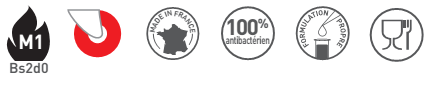 M1
Bs2d0
MADE IN FRANCE
100%
antibactérien
FORMULATION PROPRE